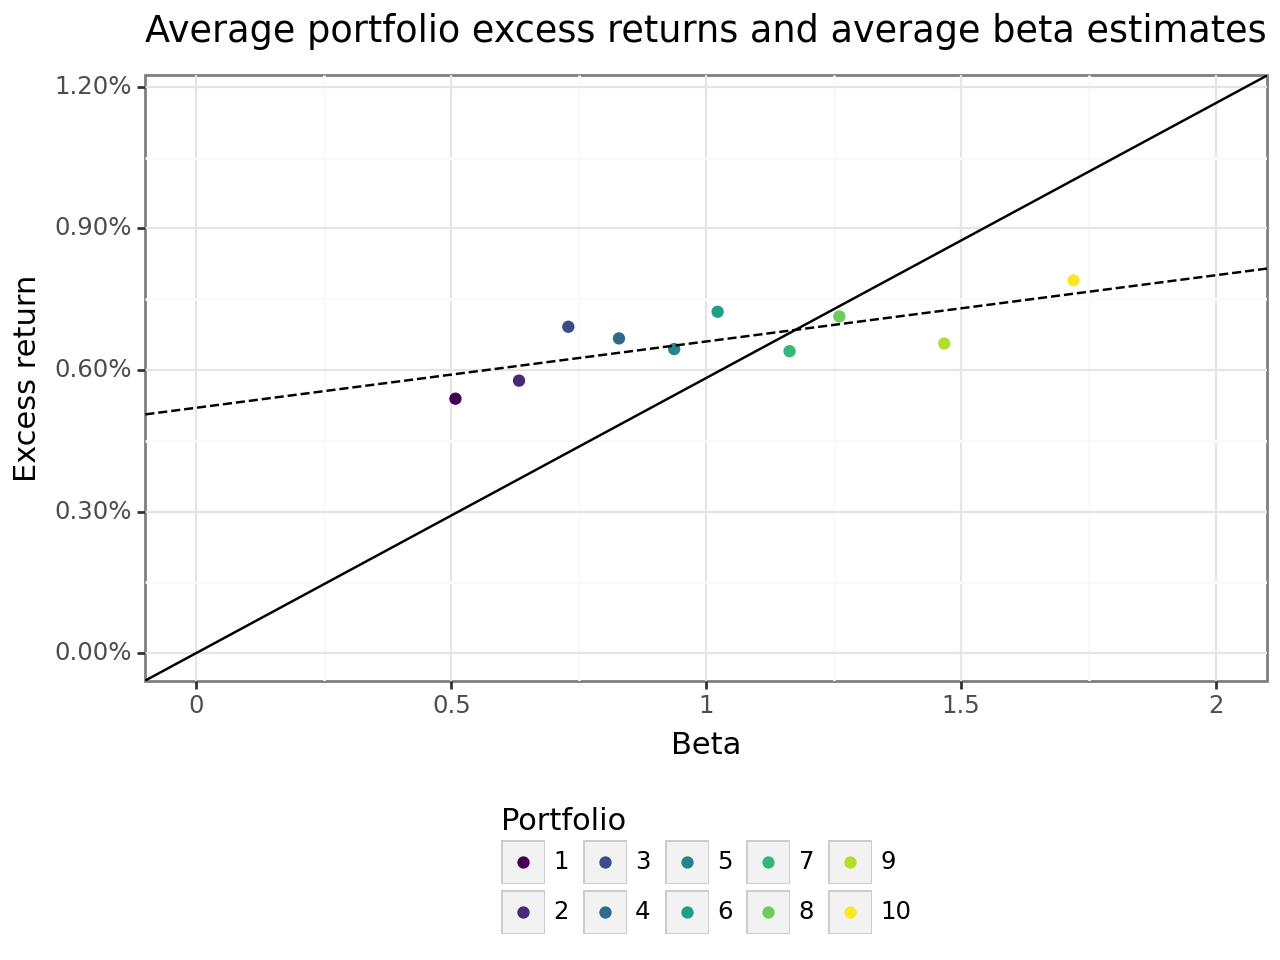 Average portfolio excess returns and average beta estimates
1.20%
0.90%
0.60%
0.30%
0.00%
Excess return
0 0.5 1 1.5 2
Beta
Portfolio
1 3 5 7 9
2 4 6 8 10